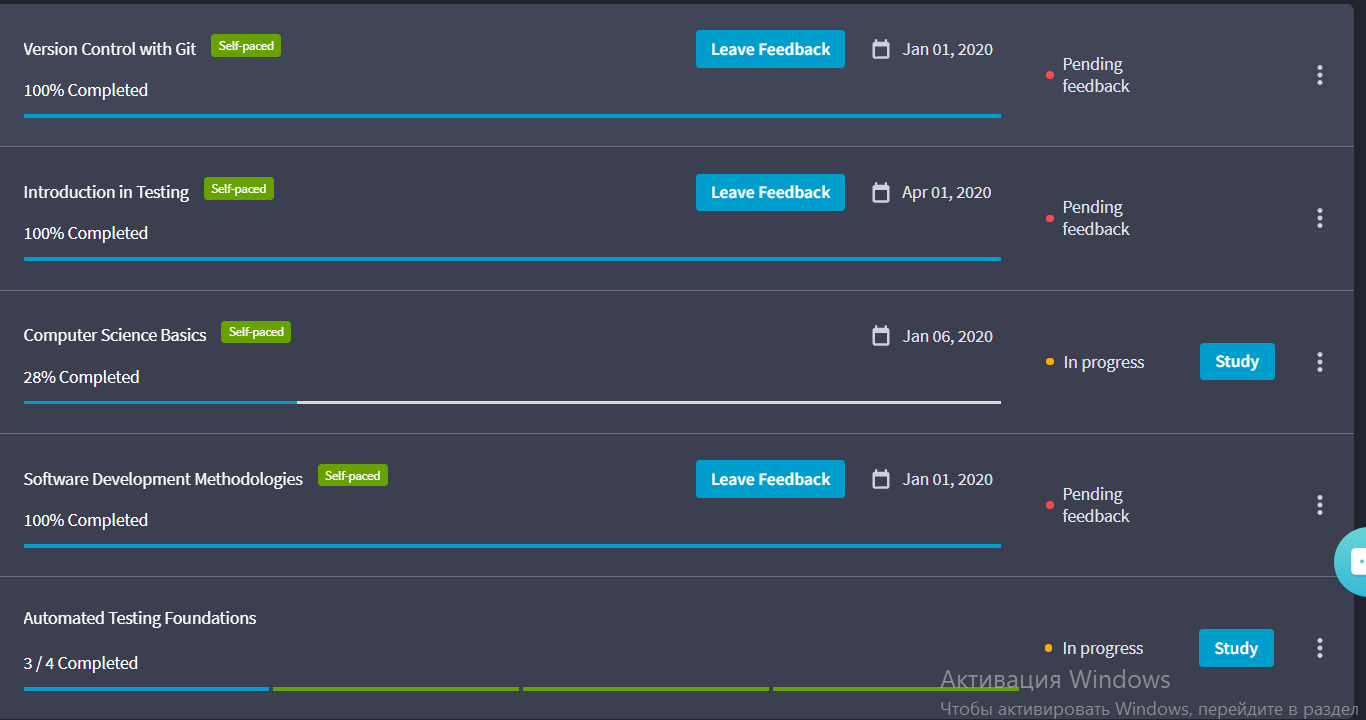 Version Control with Git Self-paced Leave Feedback Jan 01, 2020
Pending
feedback
100% Completed
Introduction in Testing Self-paced Leave Feedback Apr 01, 2020
Pending
feedback
100% Completed
Computer Science Basics Self-paced Jan 06, 2020
In progress Study
28% Completed
Software Development Methodologies Self-paced Leave Feedback Jan 01, 2020
Pending
feedback
100% Completed
Automated Testing Foundations
In progress Study
3 / 4 Completed
Активация Windows
Чтобы активировать Windows, перейдите в раздел